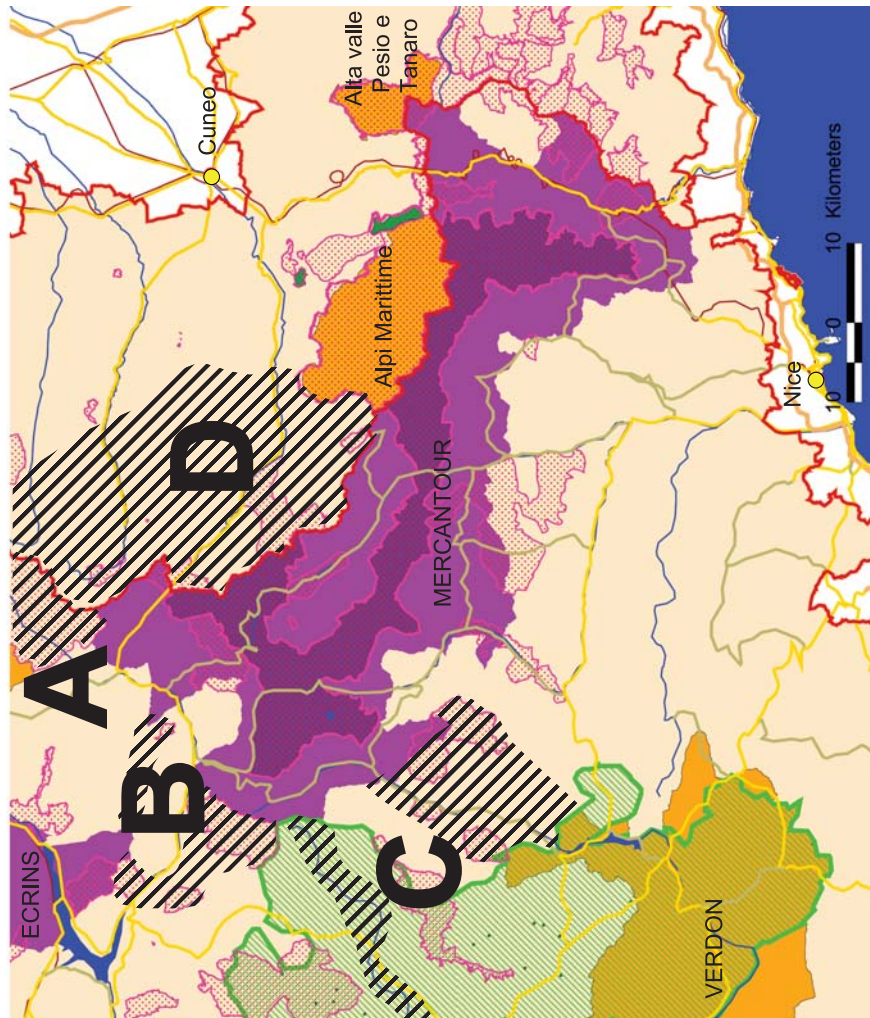 Alta valle
Pesio e
Tanaro
Cuneo
Alpi Marittime
D
A
B
C
MERCANTOUR
ECRINS
VERDON
Nice
10 0 10 Kilometers